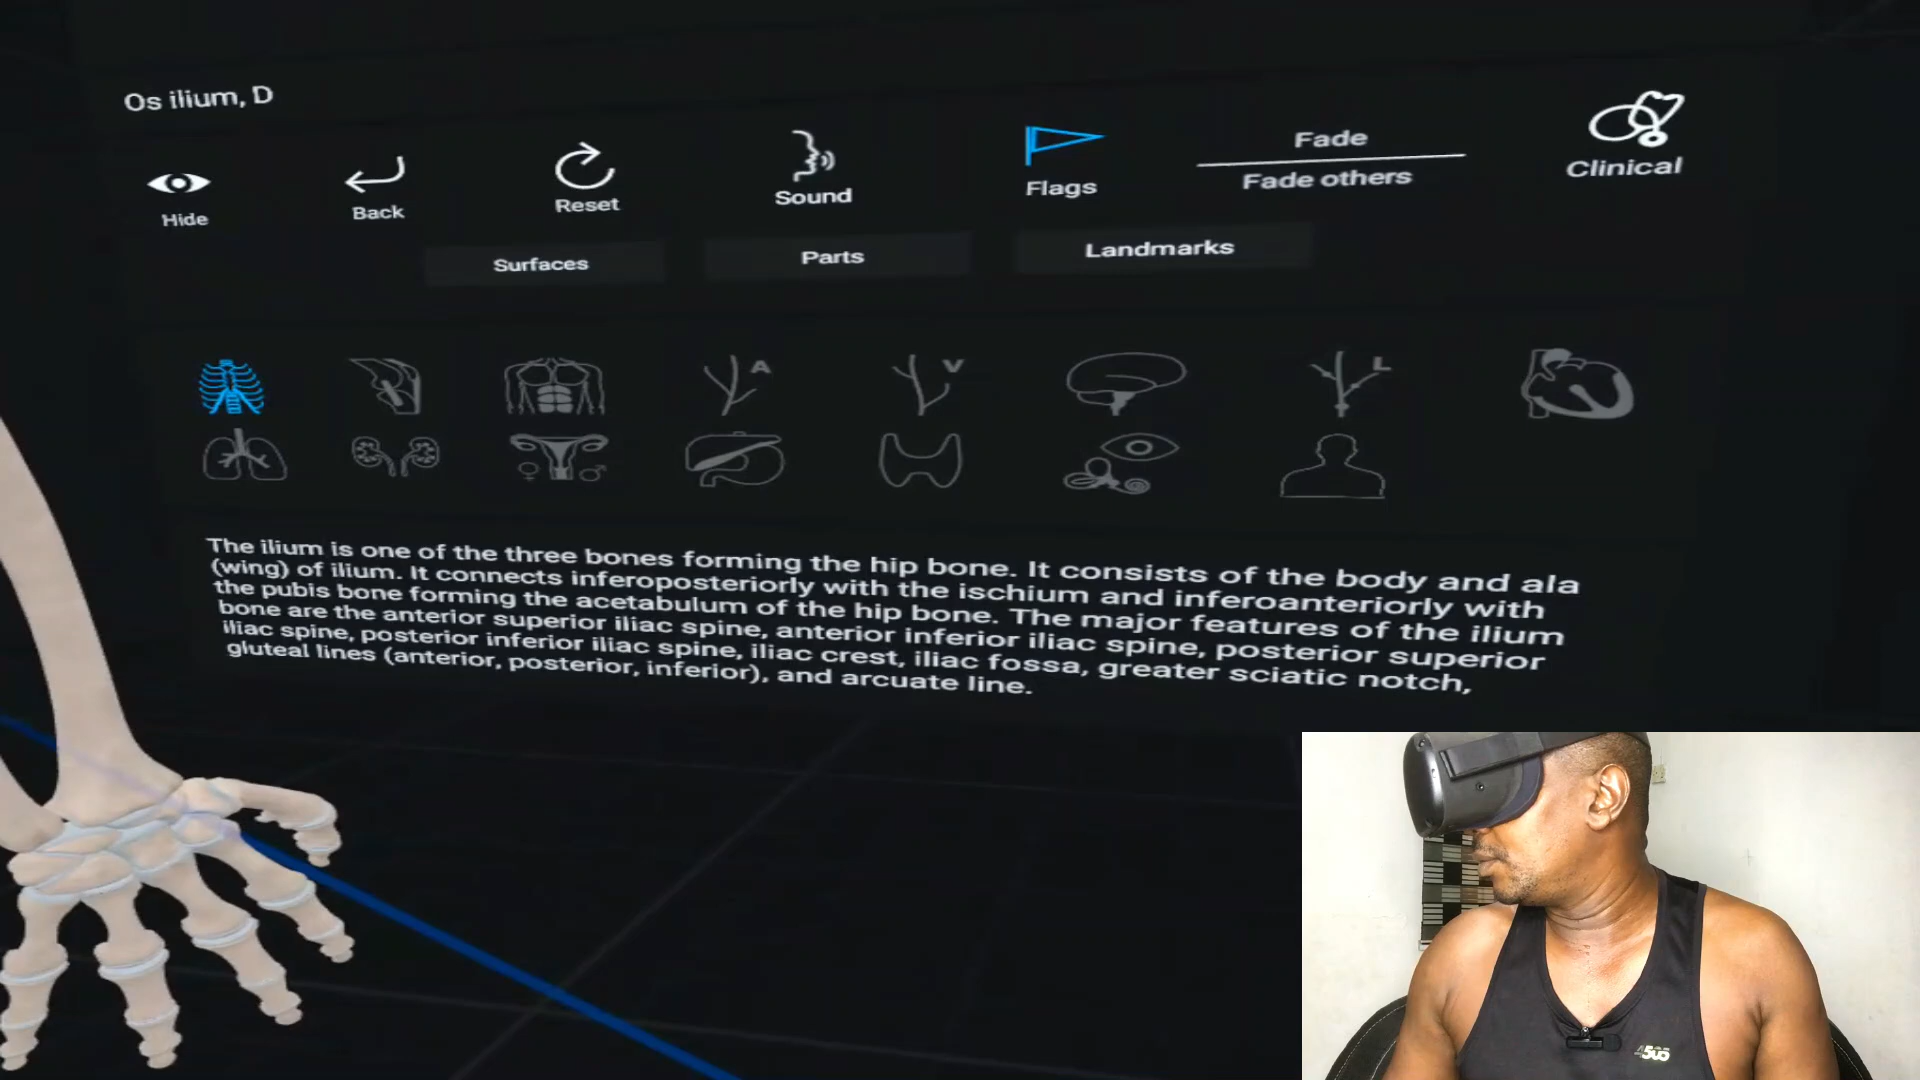 Os ilium, D
Hide
Back
Reset
Sound
Flags
Fade
Fade others
Clinical
Surfaces
Parts
Landmarks
A
V
L
The ilium is one of the three bones forming the hip bone. It consists of the body and ala
(wing) of ilium. It connects inferoposteriorly with the ischium and inferoanteriorly with
the pubis bone forming the acetabulum of the hip bone. The major features of the ilium
bone are the anterior superior iliac spine, anterior inferior iliac spine, posterior superior
iliac spine, posterior inferior iliac spine, iliac crest, iliac fossa, greater sciatic notch,
gluteal lines (anterior, posterior, inferior), and arcuate line.